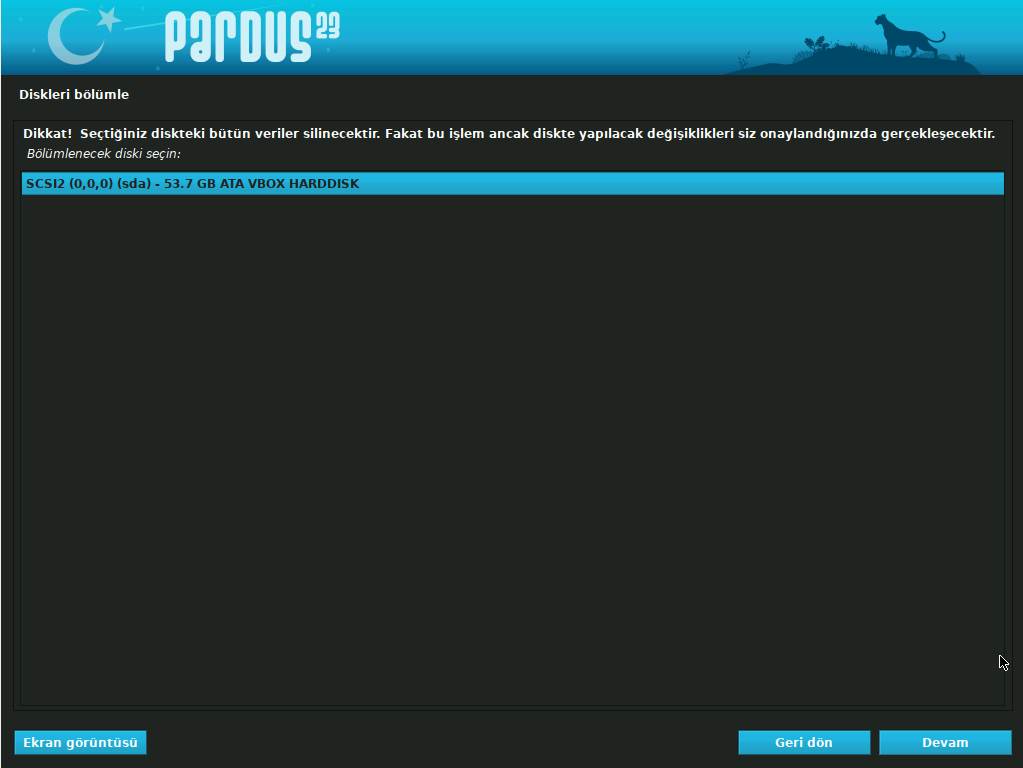 PARDUS 23
Diskleri bölümle
Dikkat!  Seçtiğiniz diskteki bütün veriler silinecektir. Fakat bu işlem ancak diskte yapılacak değişiklikleri siz onaylandığınızda gerçekleşecektir.
Bölümlenecek diski seçin:
SCSI2 (0,0,0) (sda) - 53.7 GB ATA VBOX HARDDISK
Ekran görüntüsü
Geri dön
Devam